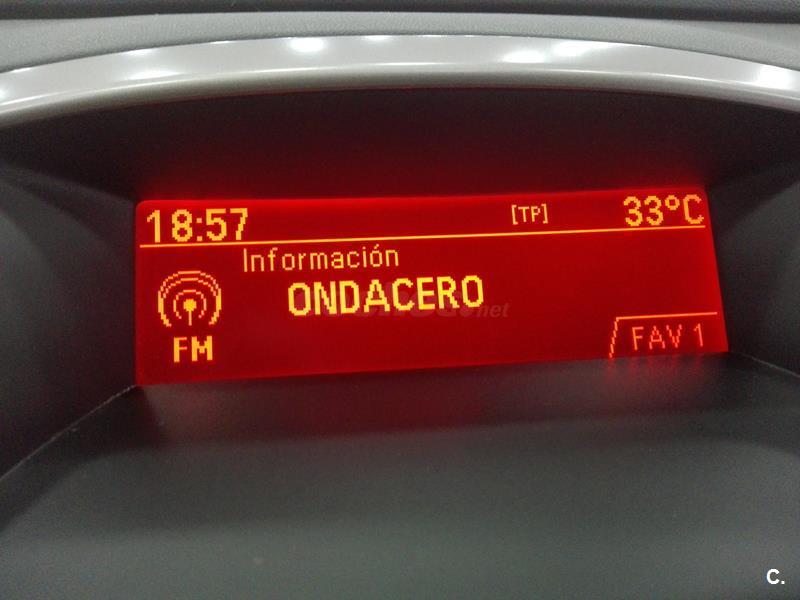 18:57 [TP] 33°C
Información
ONDACERO
FM
FAV 1
C.